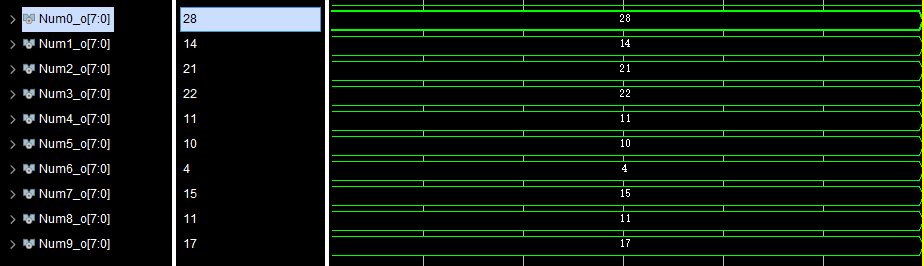 Num0_o[7:0] 28 28
Num1_o[7:0] 14 14
Num2_o[7:0] 21 21
Num3_o[7:0] 22 22
Num4_o[7:0] 11 11
Num5_o[7:0] 10 10
Num6_o[7:0] 4 4
Num7_o[7:0] 15 15
Num8_o[7:0] 11 11
Num9_o[7:0] 17 17